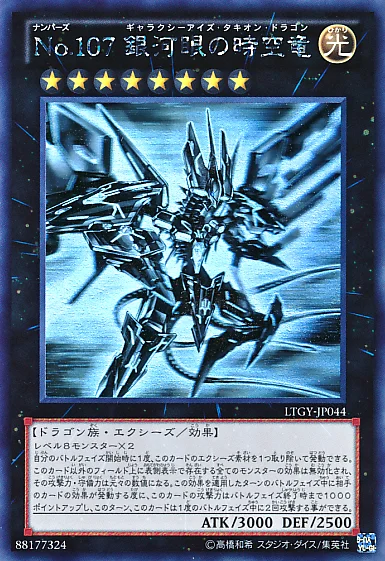 ナンバーズ ギャラクシーアイズ・タキオン・ドラゴン
No.107 銀河眼の時空竜
ひかり
光
LTGY-JP044
【ドラゴン族・エクシーズ/効果】
レベル8モンスター×2
自分のバトルフェイズ開始時に1度、このカードのエクシーズ素材を1つ取り除いて発動できる。
このカード以外のフィールド上に表側表示で存在する全てのモンスターの効果は無効化され、
その攻撃力・守備力は元々の数値になる。この効果を適用したターンのバトルフェイズ中に相手
のカードの効果が発動する度に、このカードの攻撃力はバトルフェイズ終了時まで1000
ポイントアップし、このターン、このカードは1度のバトルフェイズ中に2回攻撃する事ができる。
ATK/3000 DEF/2500
88177324
©高橋和希 スタジオ・ダイス/集英社